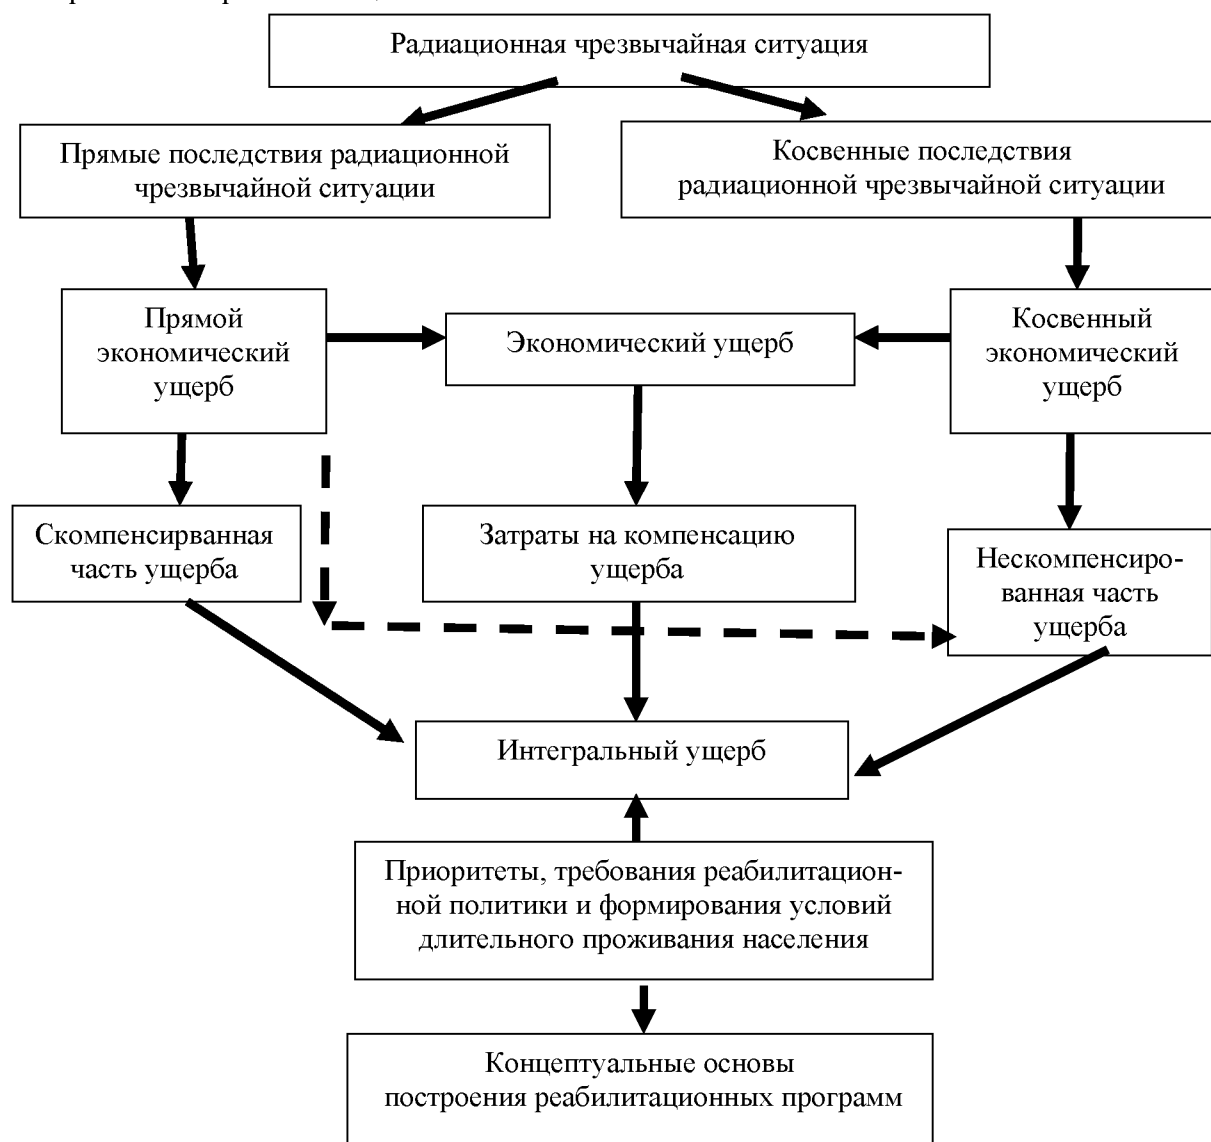 Радиационная чрезвычайная ситуация
Прямые последствия радиационной
чрезвычайной ситуации
Косвенные последствия
радиационной чрезвычайной ситуации
Прямой
экономический
ущерб
Экономический ущерб
Косвенный
экономический
ущерб
Скомпенсирванная
часть ущерба
Затраты на компенсацию
ущерба
Нескомпенсиро-
ванная часть
ущерба
Интегральный ущерб
Приоритеты, требования реабилитацион-
ной политики и формирования условий
длительного проживания населения
Концептуальные основы
построения реабилитационных программ